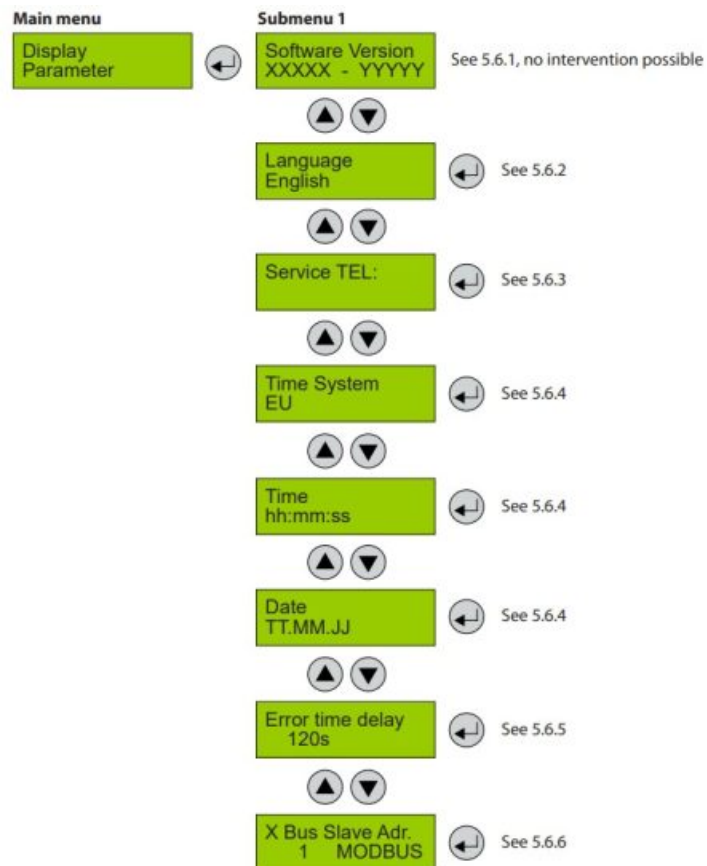 Main menu
Submenu 1
Display
Parameter
Software Version
XXXXX - YYYYY
See 5.6.1, no intervention possible
Language
English
See 5.6.2
Service TEL:
See 5.6.3
Time System
EU
See 5.6.4
Time
hh:mm:ss
See 5.6.4
Date
TT.MM.JJ
See 5.6.4
Error time delay
120s
See 5.6.5
X Bus Slave Adr.
1 MODBUS
See 5.6.6